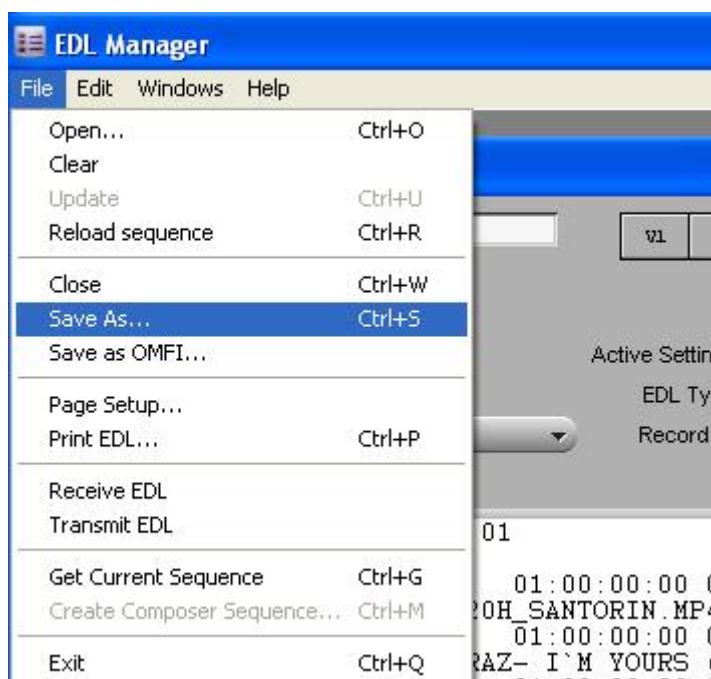 EDL Manager
File Edit Windows Help
Open... Ctrl+O
Clear
Update Ctrl+U
Reload sequence Ctrl+R
V1
Close Ctrl+W
Save As... Ctrl+S
Save as OMFI... Active Settin
Page Setup... EDL Ty
Print EDL... Ctrl+P Record
Receive EDL
Transmit EDL 01
Get Current Sequence Ctrl+G 01:00:00:00
Create Composer Sequence... Ctrl+M 20H_SANTORIN.MP4
01:00:00:00
Exit Ctrl+Q RAZ- I`M YOURS